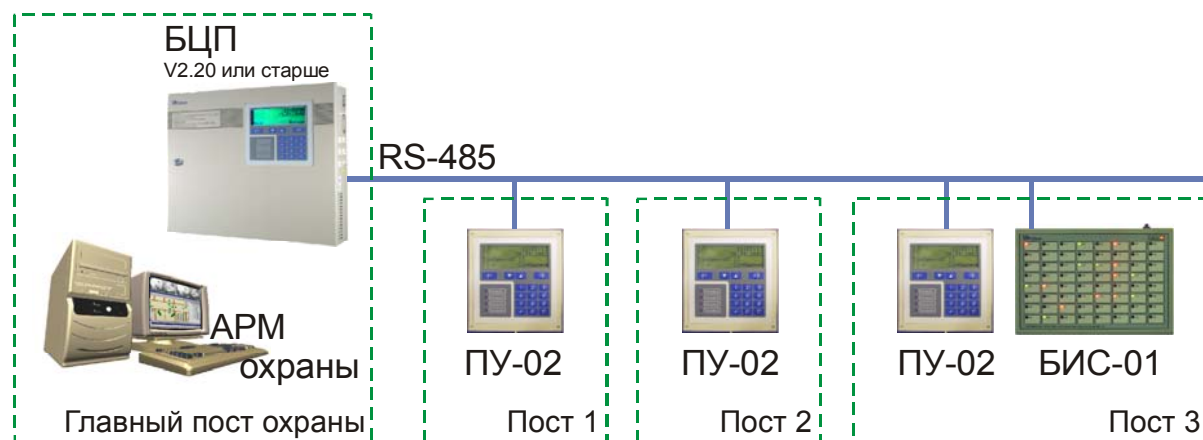 БЦП
V2.20 или старше
RS-485
АРМ
охраны
ПУ-02
ПУ-02
ПУ-02
БИС-01
Главный пост охраны
Пост 1
Пост 2
Пост 3